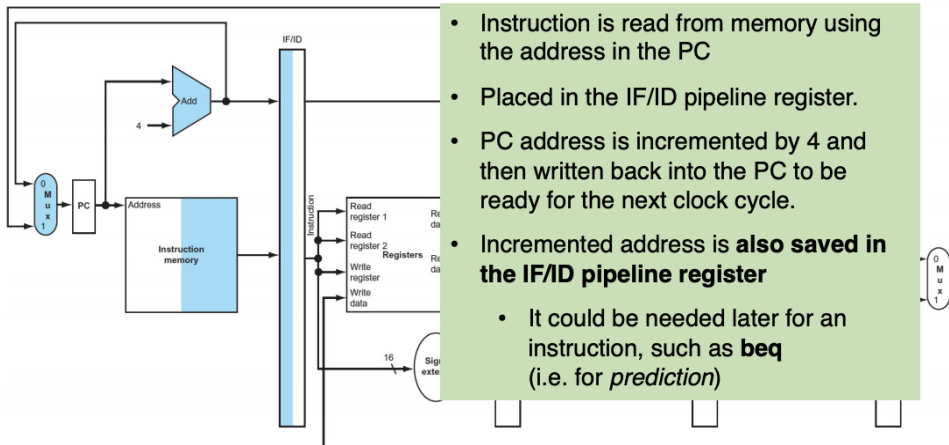 • Instruction is read from memory using
the address in the PC
• Placed in the IF/ID pipeline register.
• PC address is incremented by 4 and
then written back into the PC to be
ready for the next clock cycle.
• Incremented address is also saved in
the IF/ID pipeline register
• It could be needed later for an
instruction, such as beq
(i.e. for prediction)
IF/ID
Add
4
0
M
u
x
1
PC
Address
Instruction
memory
Instruction
Read
register 1
Read
register 2
Registers
Write
register
Write
data
16
0
M
u
x
1